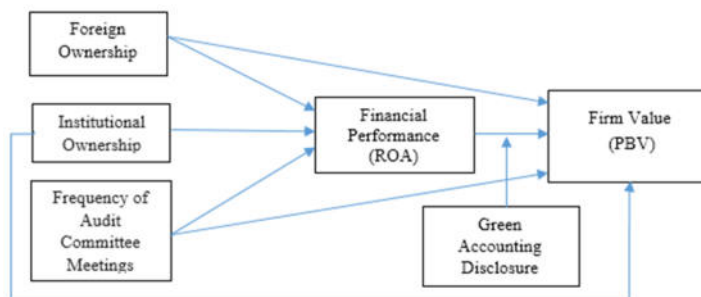 Foreign
Ownership
Institutional
Ownership
Frequency of
Audit
Committee
Meetings
Financial
Performance
(ROA)
Firm Value
(PBV)
Green
Accounting
Disclosure